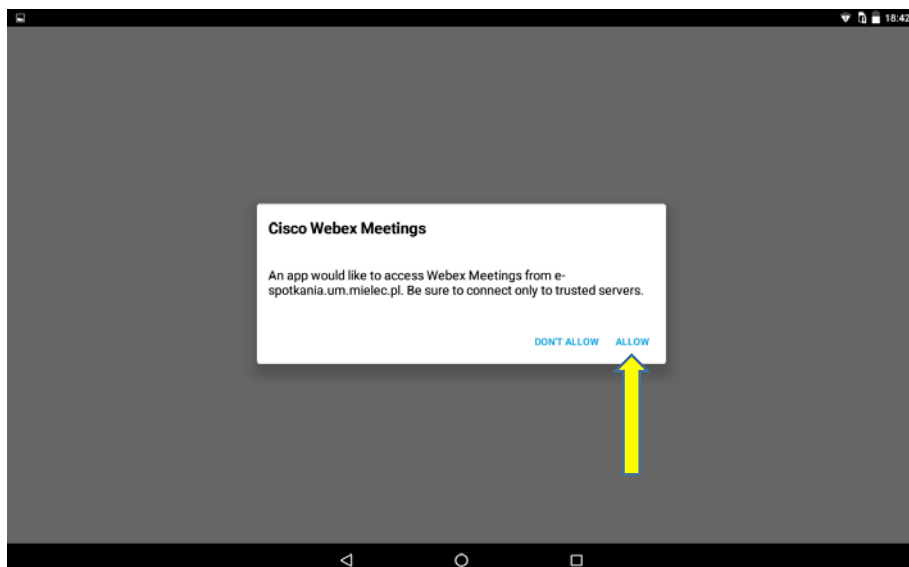 18:42
Cisco Webex Meetings
An app would like to access Webex Meetings from e-
spotkania.um.mielec.pl. Be sure to connect only to trusted servers.
DON'T ALLOW ALLOW